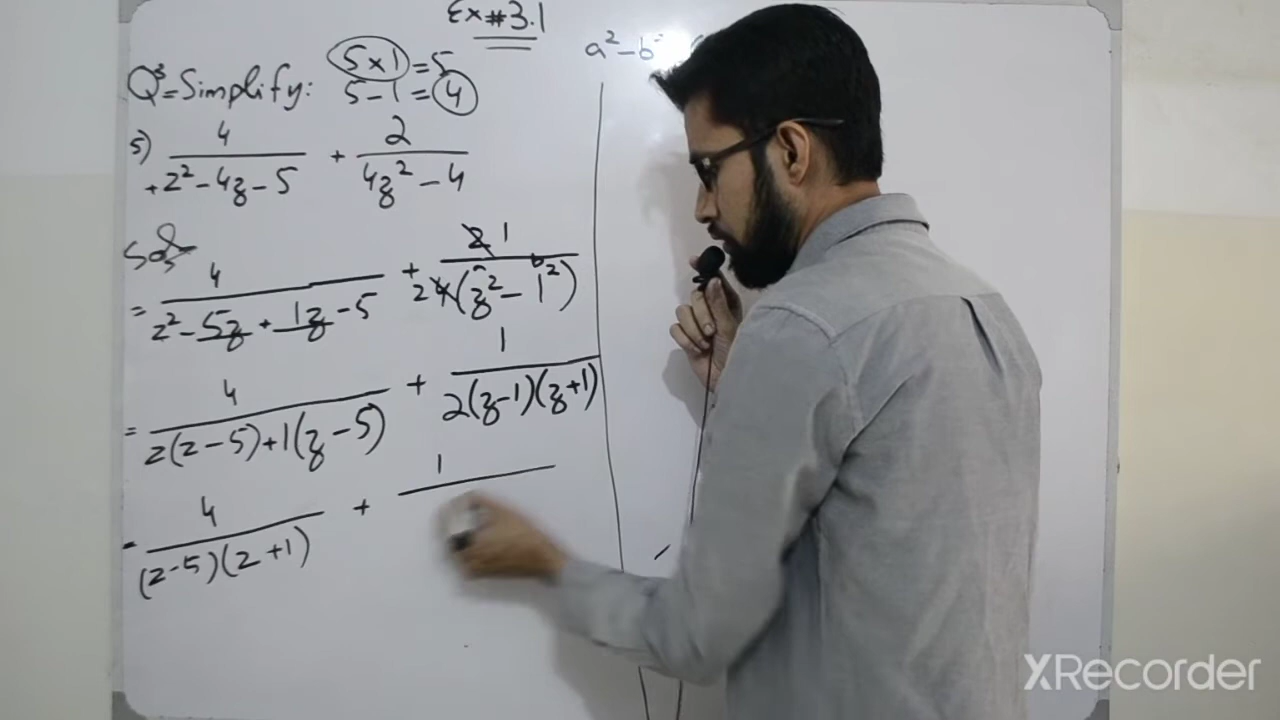 Ex # 3.1
Q3= Simplify: 5×1 = 5
5-1 = 4
a²-b²
5) 4/(z²-4z-5) + 2/(4z²-4)
Sol
= 4/(z²-5z+1z-5) + 2 1/2 4(z²-1²)
a b
= 4/(z(z-5)+1(z-5)) + 1/(2(z-1)(z+1))
= 4/((z-5)(z+1)) + 1
XRecorder